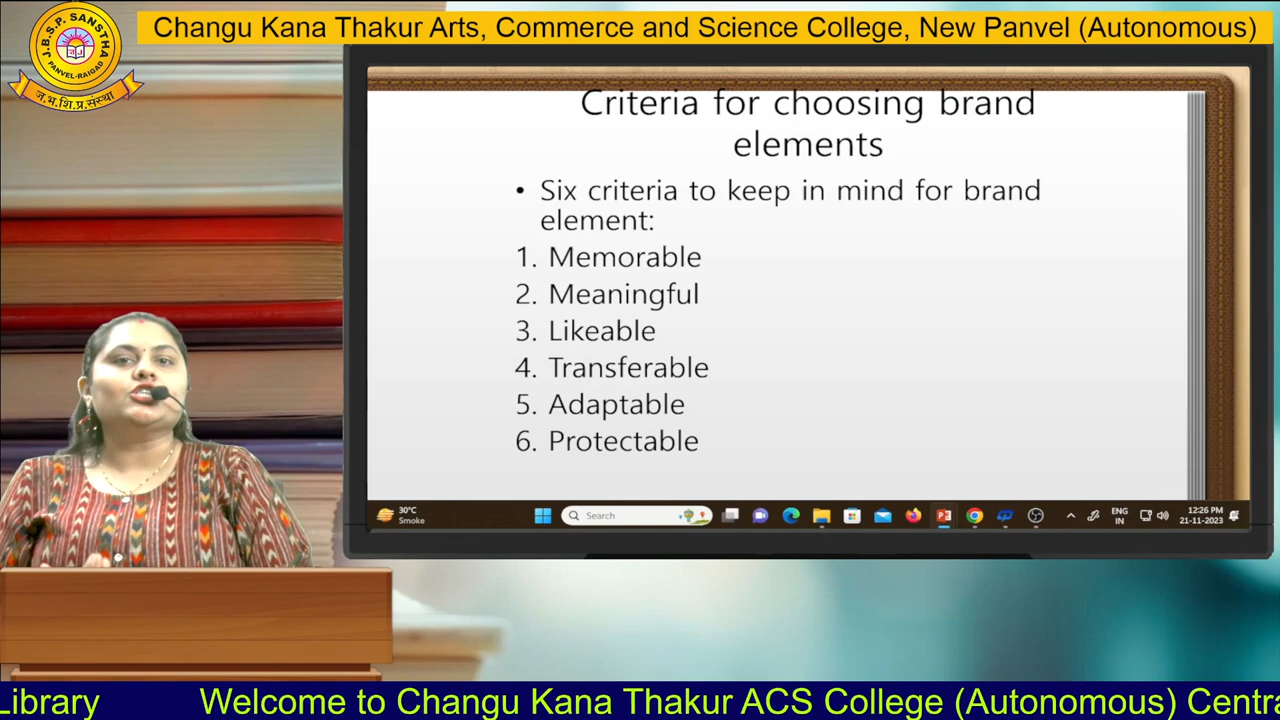 Changu Kana Thakur Arts, Commerce and Science College, New Panvel (Autonomous)
J.B.S.P. SANSTHA
PANVEL-RAIGAD
ज.भ.शि.प्र.संस्था
Criteria for choosing brand
elements
• Six criteria to keep in mind for brand
element:
1. Memorable
2. Meaningful
3. Likeable
4. Transferable
5. Adaptable
6. Protectable
30°C
Smoke
Search
ENG
IN
12:26 PM
21-11-2023
Library Welcome to Changu Kana Thakur ACS College (Autonomous) Centra